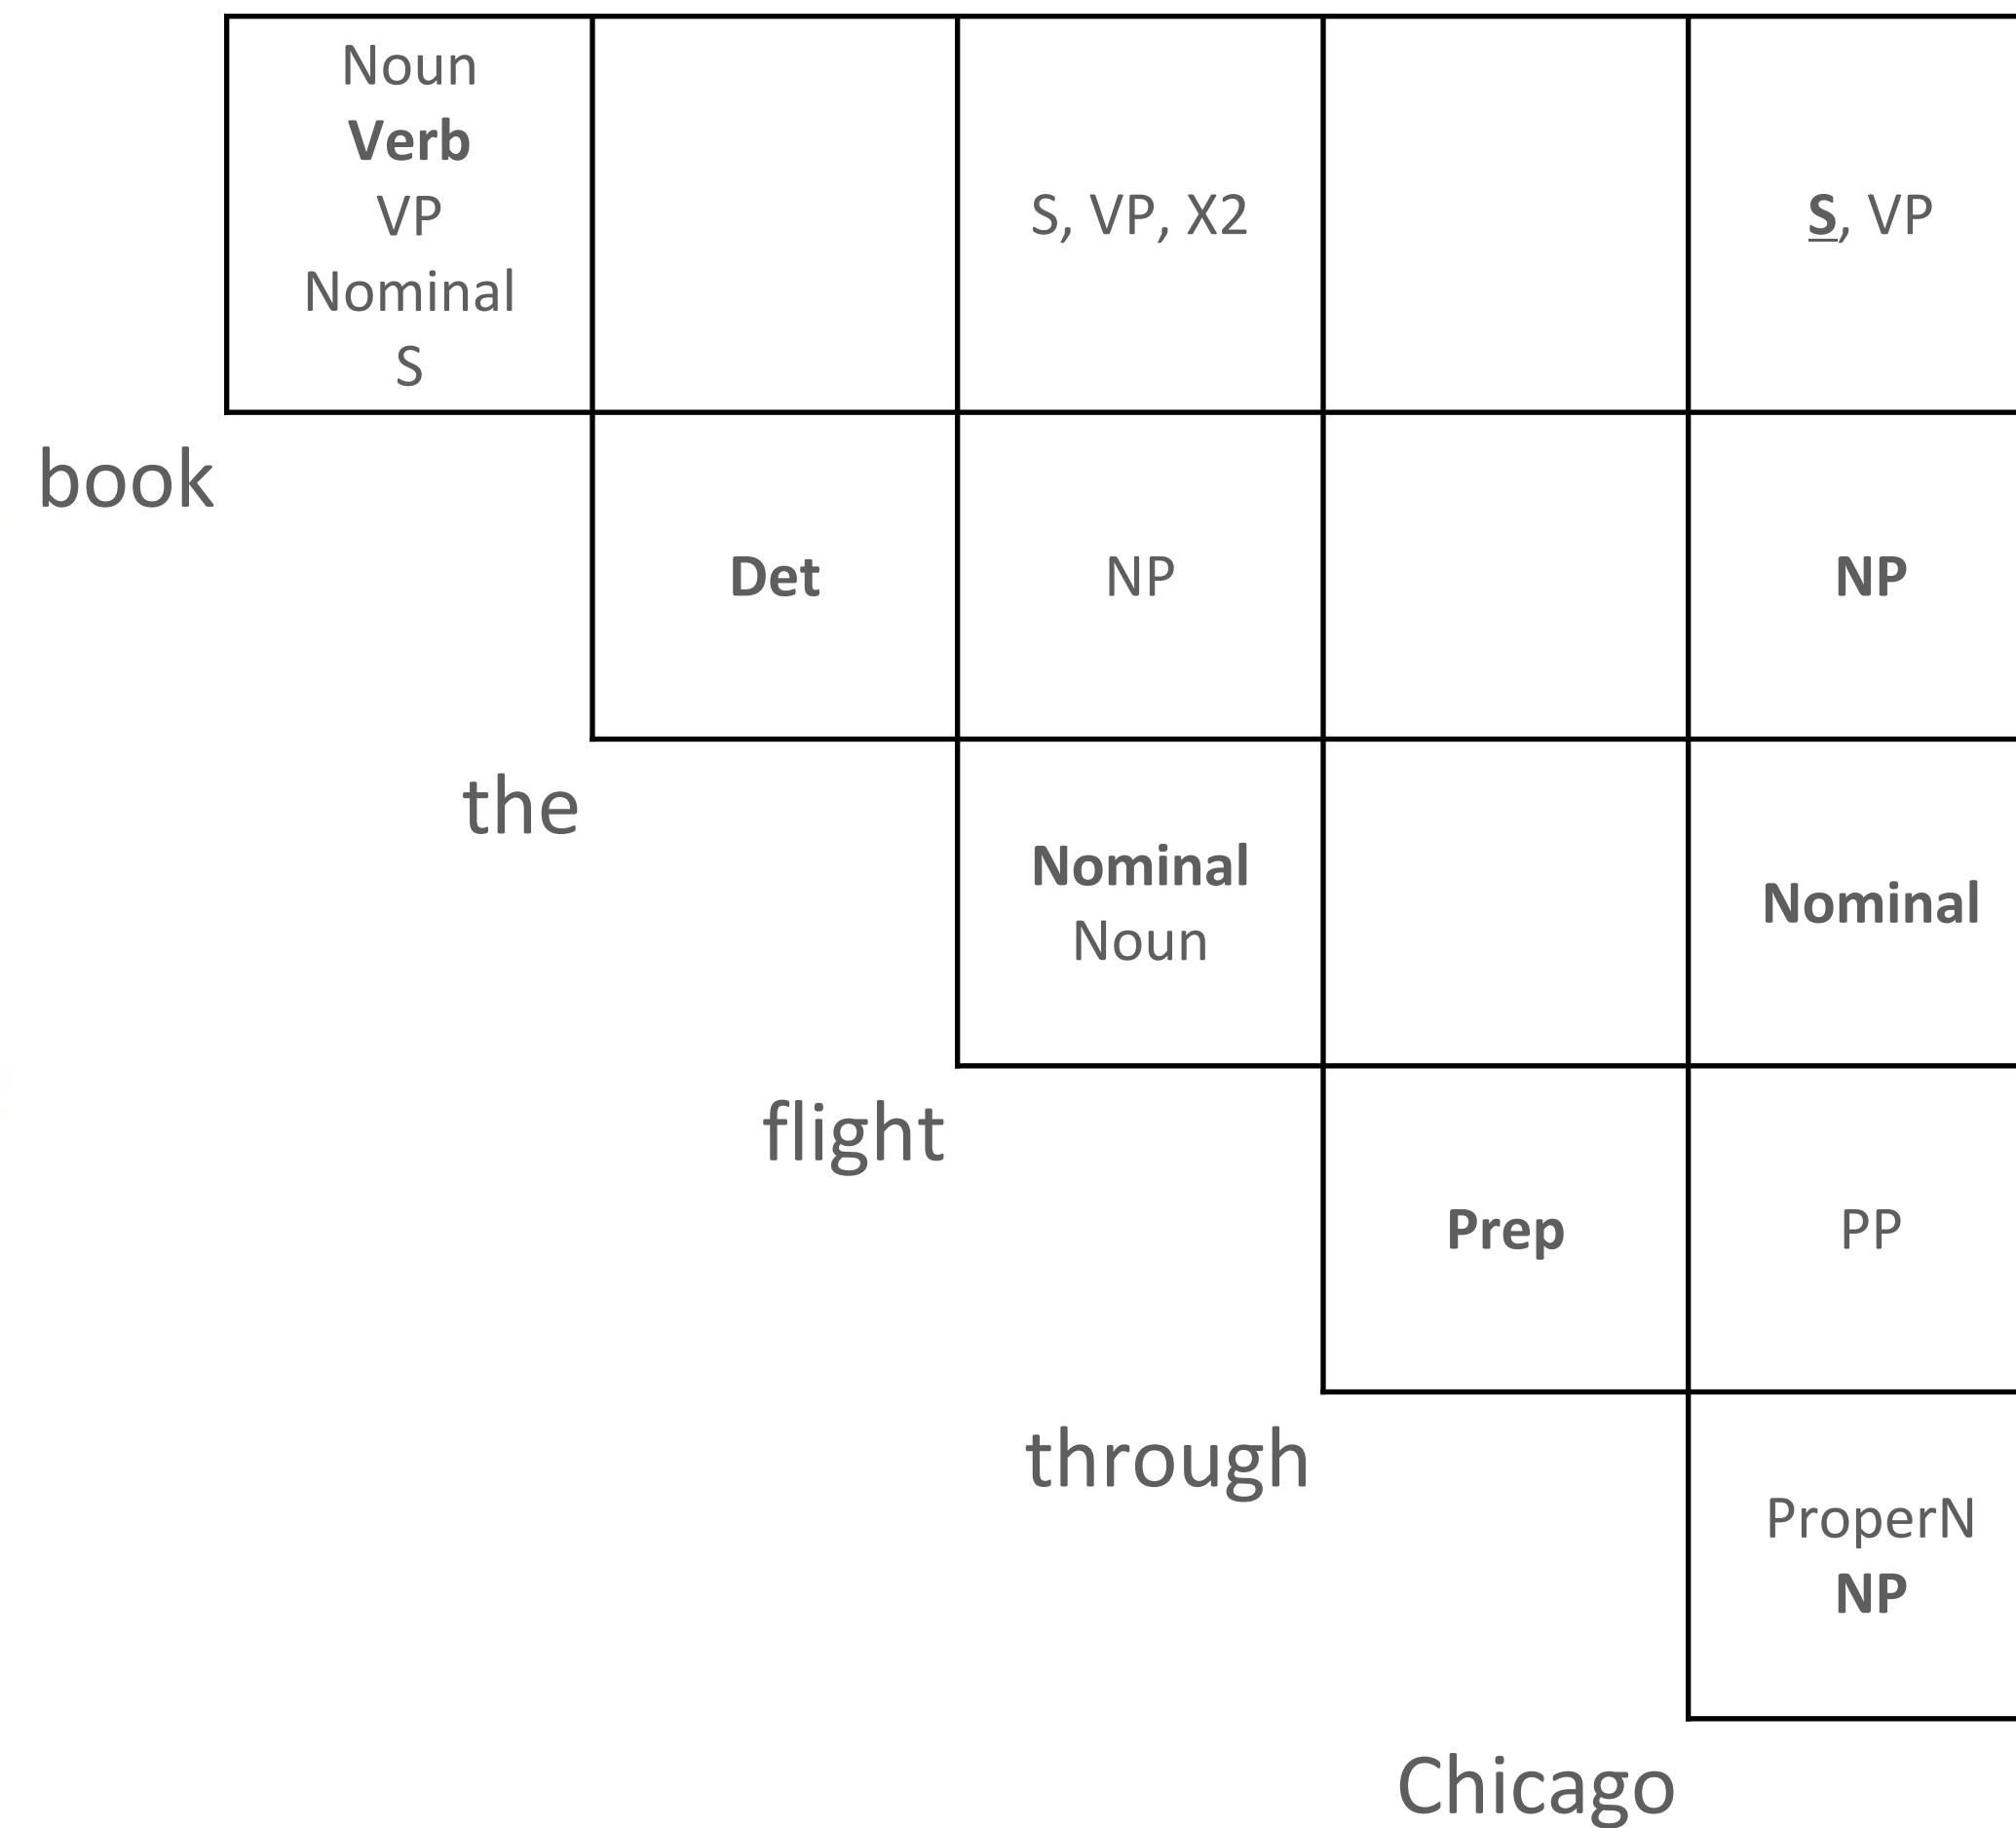 Noun
Verb
VP
Nominal
S
S, VP, X2
S, VP
book
Det
NP
NP
the
Nominal
Noun
Nominal
flight
Prep
PP
through
ProperN
NP
Chicago